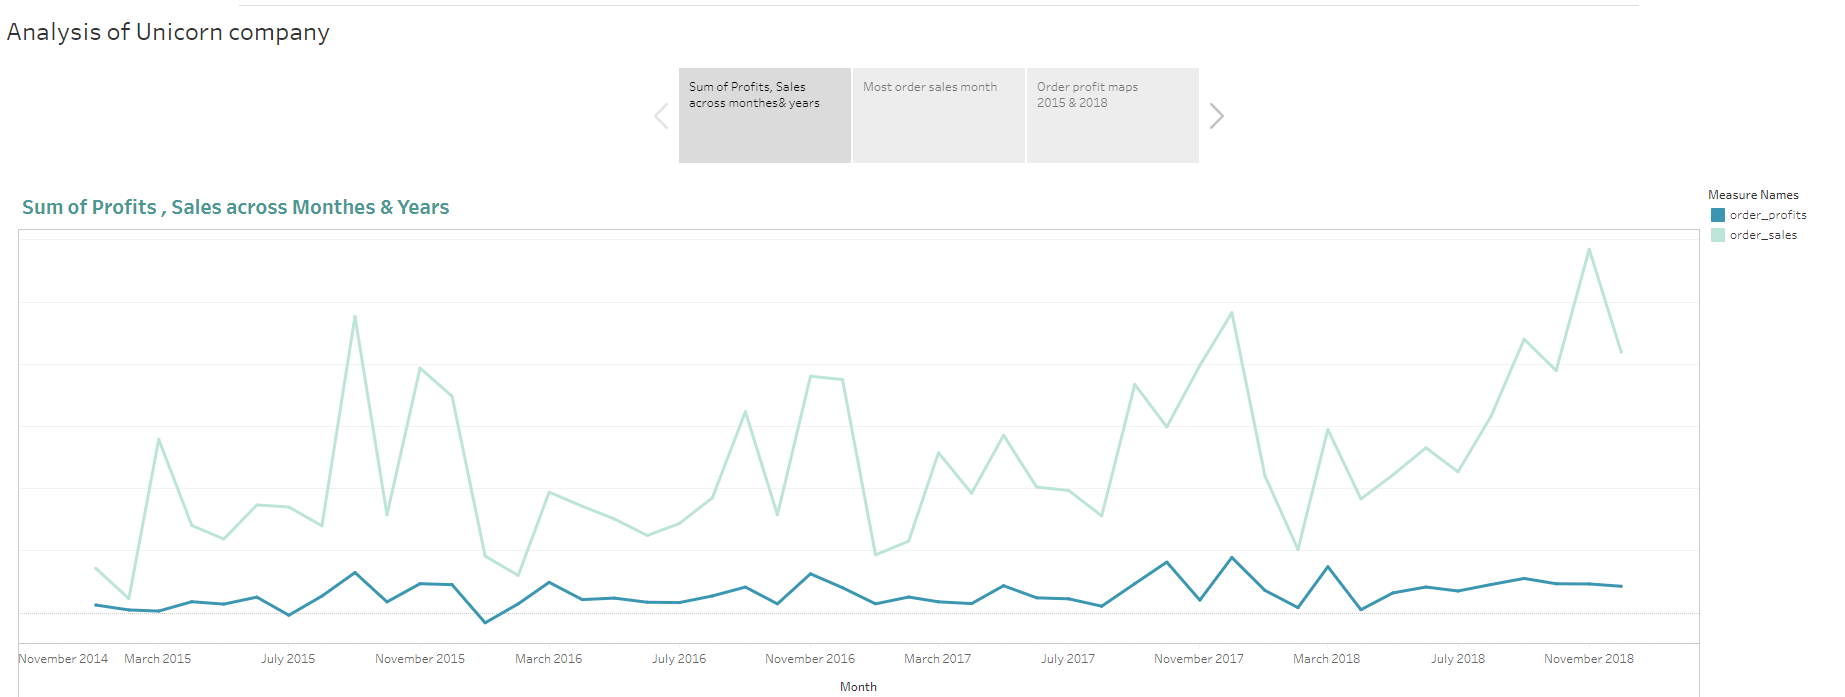 Analysis of Unicorn company
Sum of Profits, Sales
across monthes& years
Most order sales month
Order profit maps
2015 & 2018
Sum of Profits , Sales across Monthes & Years
Measure Names
order_profits
order_sales
November 2014
March 2015
July 2015
November 2015
March 2016
July 2016
November 2016
March 2017
July 2017
November 2017
March 2018
July 2018
November 2018
Month